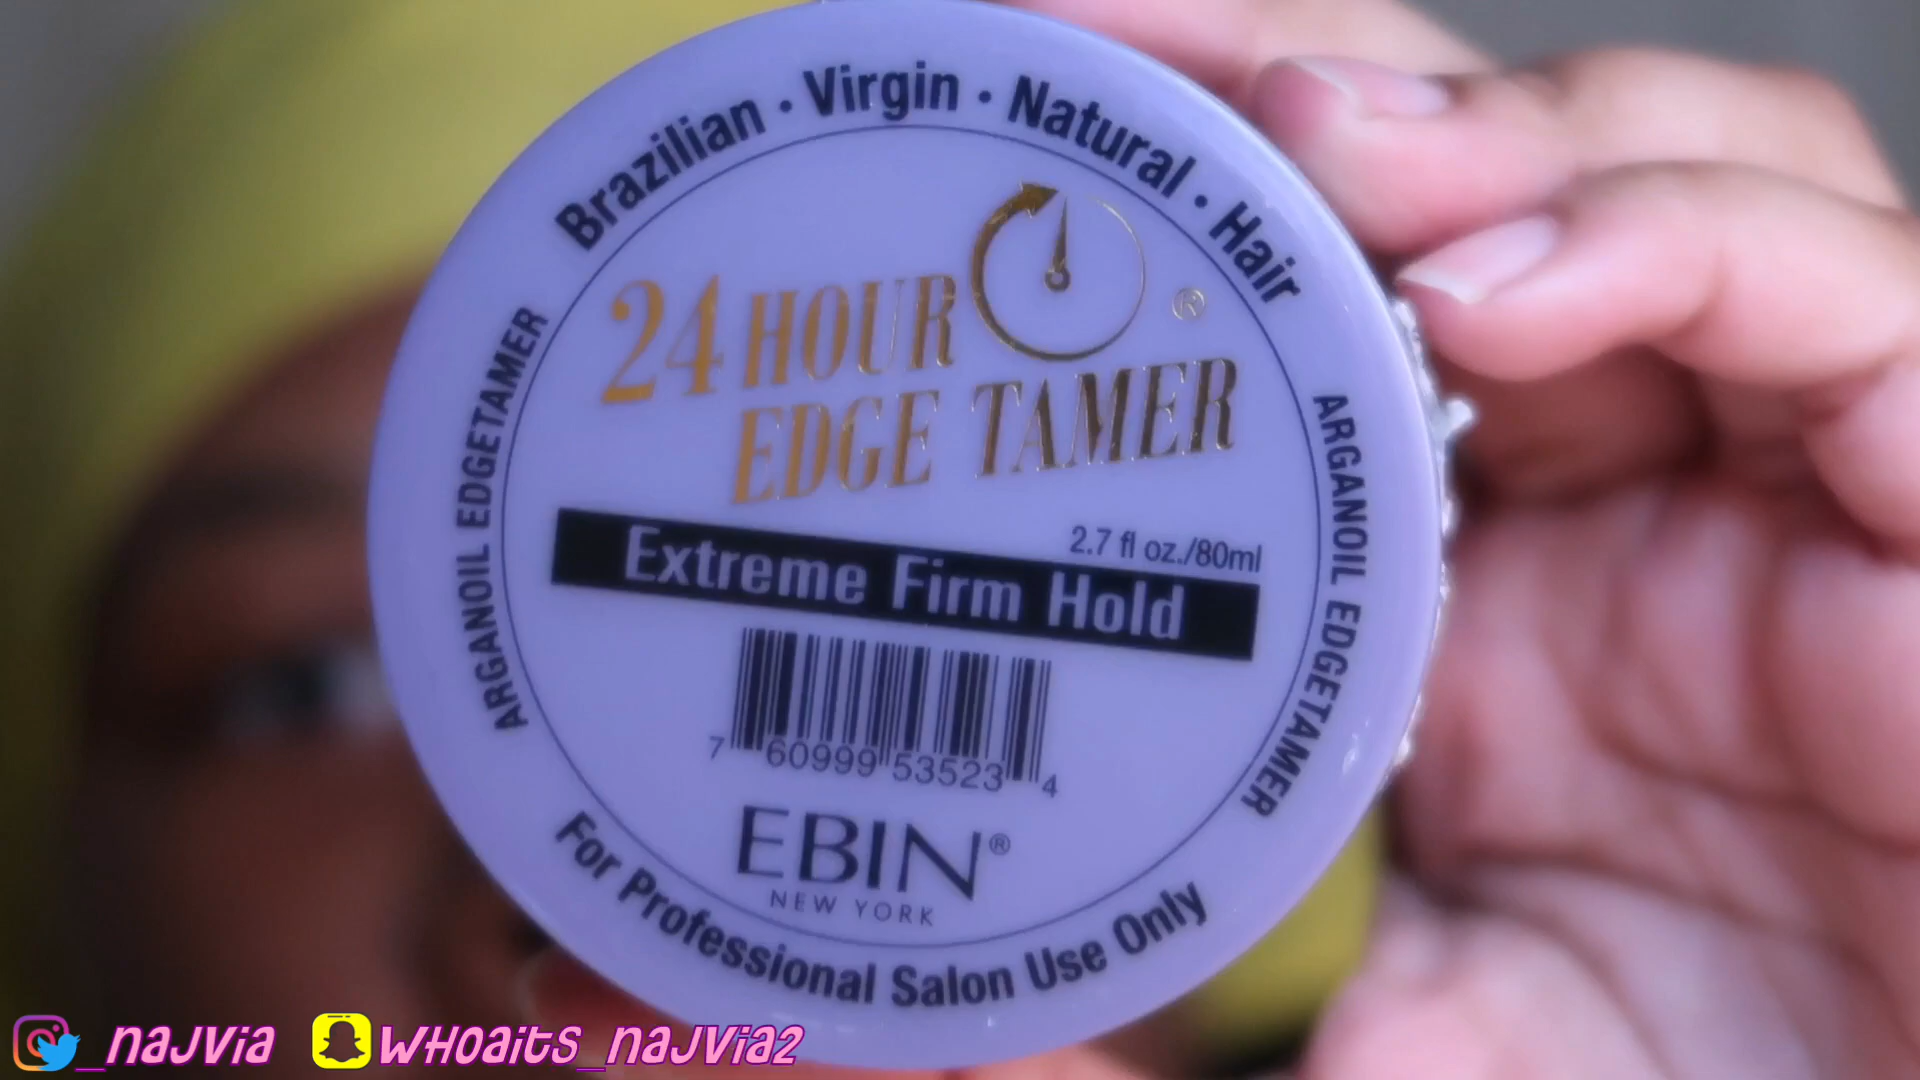 Brazilian · Virgin · Natural · Hair
24 HOUR
®
EDGE TAMER
ARGANOIL EDGETAMER
ARGANOIL EDGETAMER
2.7 fl oz./80ml
Extreme Firm Hold
7 60999 53523 4
EBIN®
NEW YORK
For Professional Salon Use Only
_NAJVIA
WHOAITS_NAJVIA2